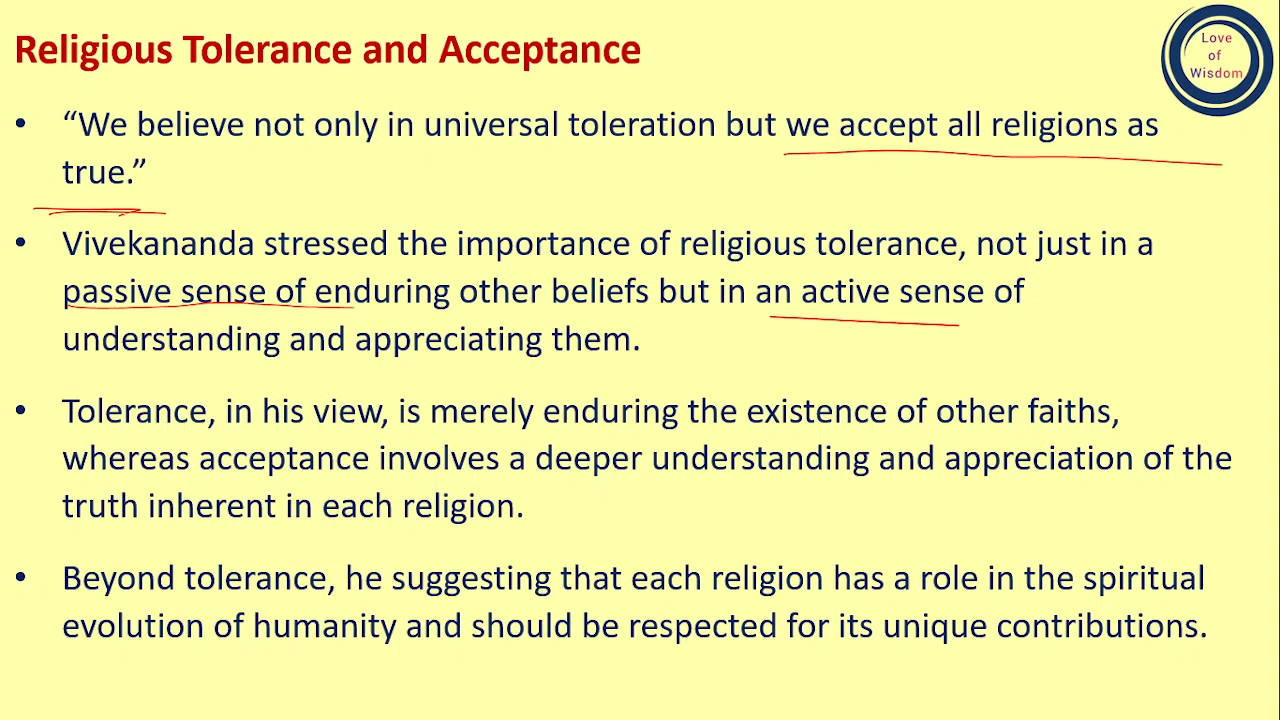 Religious Tolerance and Acceptance
Love
of
Wisdom
• “We believe not only in universal toleration but we accept all religions as
true.”
• Vivekananda stressed the importance of religious tolerance, not just in a
passive sense of enduring other beliefs but in an active sense of
understanding and appreciating them.
• Tolerance, in his view, is merely enduring the existence of other faiths,
whereas acceptance involves a deeper understanding and appreciation of the
truth inherent in each religion.
• Beyond tolerance, he suggesting that each religion has a role in the spiritual
evolution of humanity and should be respected for its unique contributions.